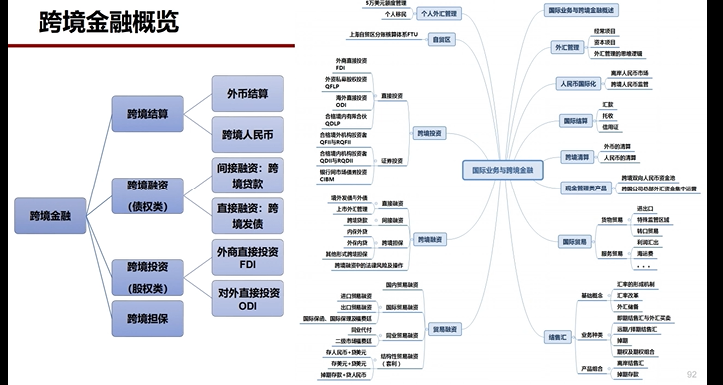 跨境金融概览
跨境金融
跨境结算
外币结算
跨境人民币
跨境融资
（债权类）
间接融资：跨
境贷款
直接融资：跨
境发债
跨境投资
（股权类）
外商直接投资
FDI
对外直接投资
ODI
跨境担保
国际业务与跨境金融
5万美元额度管理
个人移民
个人外汇管理
上海自贸区分账核算体系FTU
自贸区
外商直接投资
FDI
外资私募股权投资
QFLP
海外直接投资
ODI
合格境内有限合伙
QDLP
直接投资
合格境外机构投资者
QFII与RQFII
合格境内机构投资者
QDII与RQDII
银行间市场债券投资
CIBM
证券投资
跨境投资
境外发债与外债
上市外汇管理
直接融资
跨境贷款
间接融资
内保外贷
外保内贷
其他形式跨境担保
跨境担保
跨境融资中的法律风险及操作
跨境融资
国内贸易融资
进口贸易融资
出口贸易融资
国际保函、国际保理及福费廷
国际贸易融资
同业代付
二级市场福费廷
同业贸易融资
存人民币+贷美元
存美元+贷美元
掉期存款+贷人民币
结构性贸易融资
（套利）
贸易融资
国际业务与跨境金融概述
外汇管理
经常项目
资本项目
外汇管理的思维逻辑
人民币国际化
离岸人民币市场
跨境人民币监管
国际结算
汇款
托收
信用证
跨境清算
外币的清算
人民币的清算
现金管理类产品
跨境双向人民币资金池
跨国公司总部外汇资金集中运营
国际贸易
货物贸易
进出口
特殊监管区域
转口贸易
服务贸易
利润汇出
海运费
。。。
结售汇
基础概念
汇率的形成机制
汇率改革
外汇储备
业务种类
即期结售汇与外汇买卖
远期/择期结售汇
掉期
期权及期权组合
产品组合
离岸结售汇
掉期存款
92